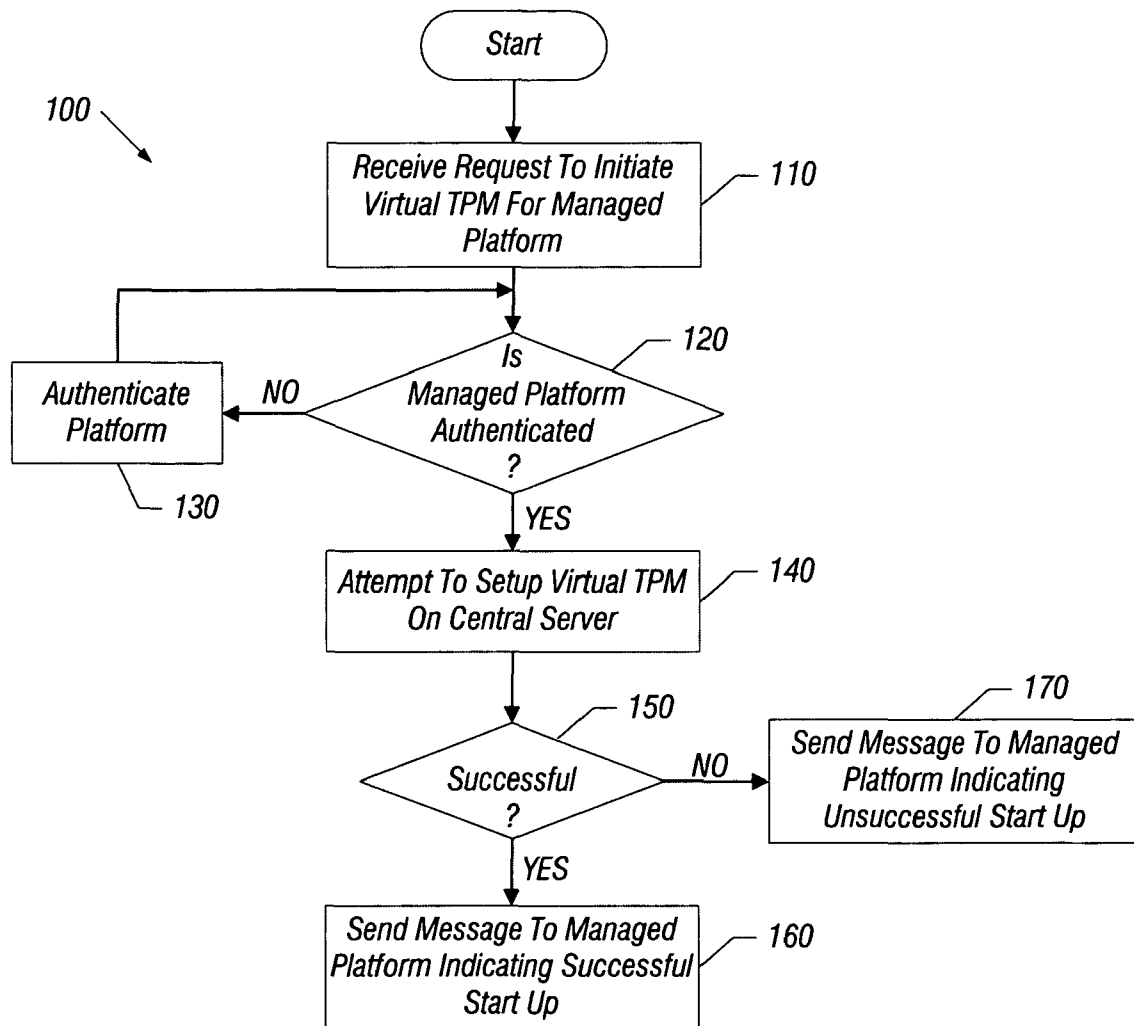 Start
100
Receive Request To Initiate
Virtual TPM For Managed
Platform
110
Is
Managed Platform
Authenticated
?
120
NO
Authenticate
Platform
130
YES
Attempt To Setup Virtual TPM
On Central Server
140
150
Successful
?
NO
170
Send Message To Managed
Platform Indicating
Unsuccessful Start Up
YES
Send Message To Managed
Platform Indicating Successful
Start Up
160